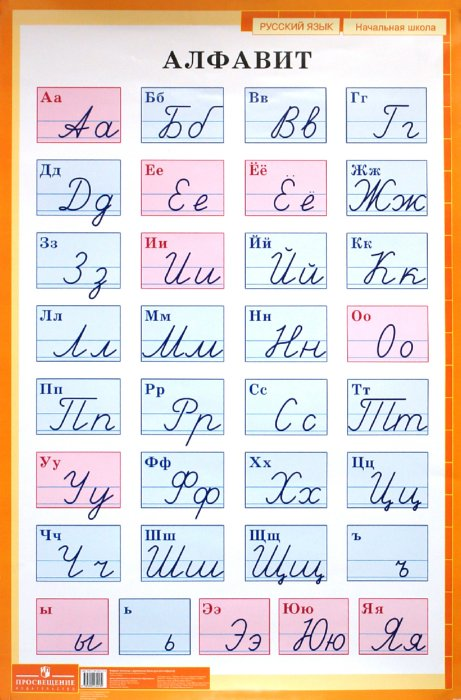 РУССКИЙ ЯЗЫК Начальная школа
АЛФАВИТ
Аа Бб Вв Гг
Аа Бб Вв Гг
Дд Ее Ёё Жж
Дд Ее Ёё Жж
Зз Ии Йй Кк
Зз Ии Йй Кк
Лл Мм Нн Оо
Лл Мм Нн Оо
Пп Рр Сс Тт
Пп Рр Сс Тт
Уу Фф Хх Цц
Уу Фф Хх Цц
Чч Шш Щщ ъ
Чч Шш Щщ ъ
ы ь Ээ Юю Яя
ы ь Ээ Юю Яя
ПРОСВЕЩЕНИЕ
ИЗДАТЕЛЬСТВО